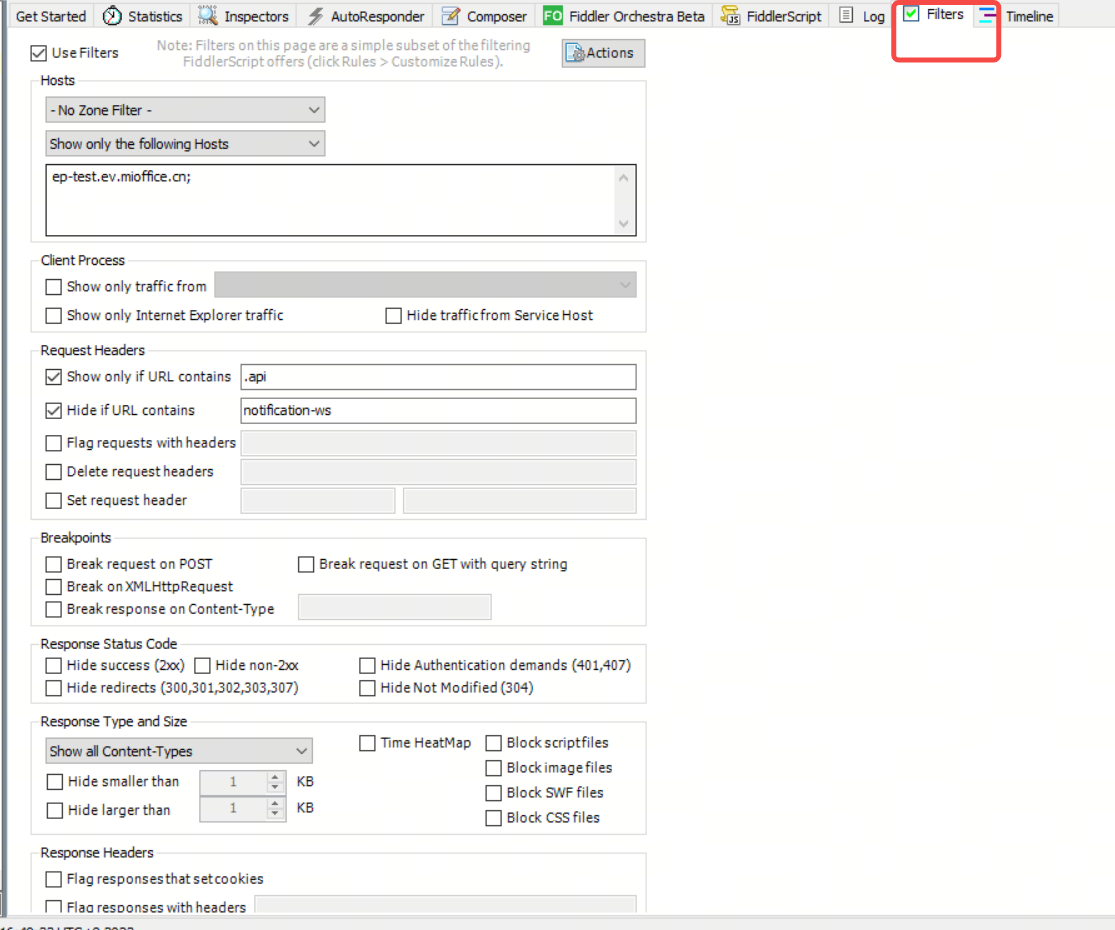 Get Started Statistics Inspectors AutoResponder Composer FO Fiddler Orchestra Beta FiddlerScript Log Filters Timeline
Use Filters
Note: Filters on this page are a simple subset of the filtering
FiddlerScript offers (click Rules > Customize Rules).
Actions
Hosts
- No Zone Filter -
Show only the following Hosts
ep-test.ev.mioffice.cn;
Client Process
Show only traffic from
Show only Internet Explorer traffic Hide traffic from Service Host
Request Headers
Show only if URL contains .api
Hide if URL contains notification-ws
Flag requests with headers
Delete request headers
Set request header
Breakpoints
Break request on POST Break request on GET with query string
Break on XMLHttpRequest
Break response on Content-Type
Response Status Code
Hide success (2xx) Hide non-2xx Hide Authentication demands (401,407)
Hide redirects (300,301,302,303,307) Hide Not Modified (304)
Response Type and Size
Show all Content-Types Time HeatMap Block script files
Block image files
Hide smaller than 1 KB
Block SWF files
Hide larger than 1 KB
Block CSS files
Response Headers
Flag responses that set cookies
Flag responses with headers